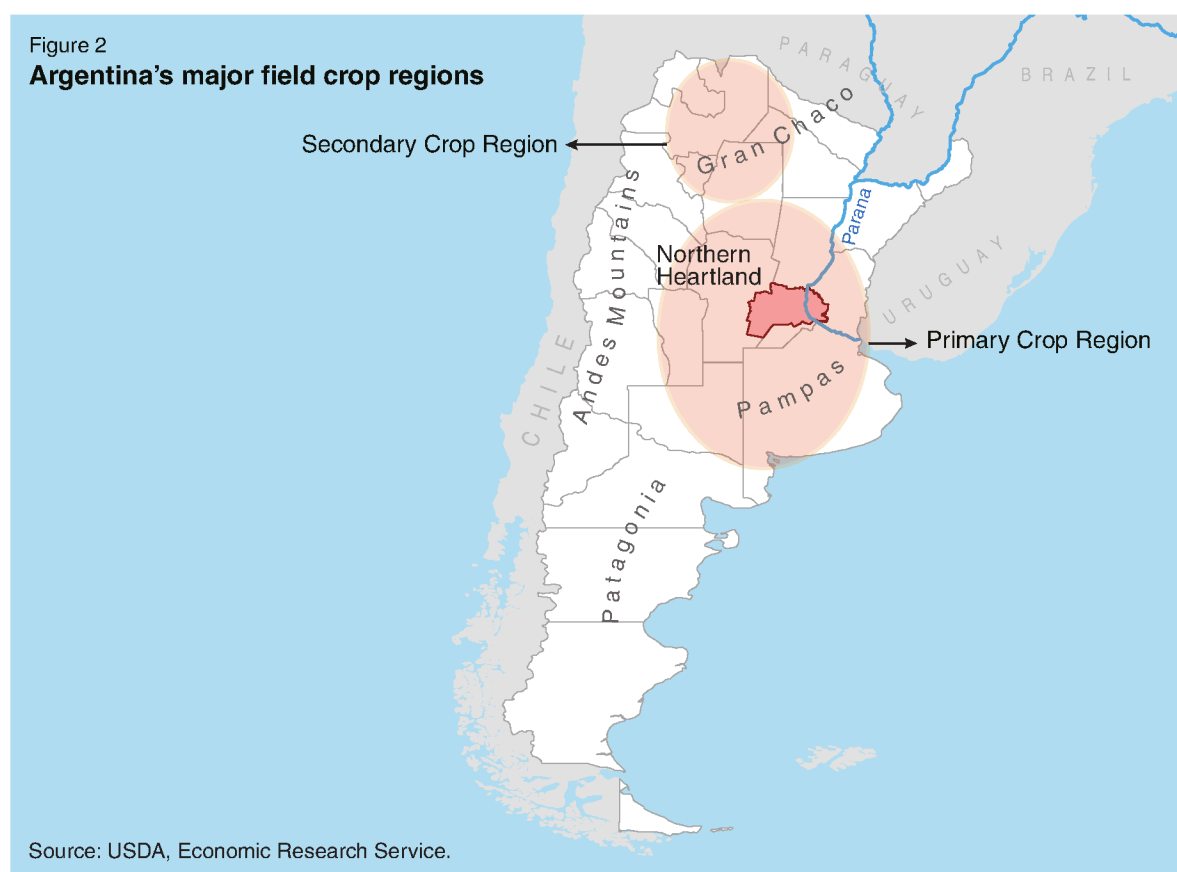 Figure 2
Argentina's major field crop regions
PARAGUAY
BRAZIL
Secondary Crop Region
Gran Chaco
Andes Mountains
Parana
Northern
Heartland
URUGUAY
Primary Crop Region
CHILE
Pampas
Patagonia
Source: USDA, Economic Research Service.